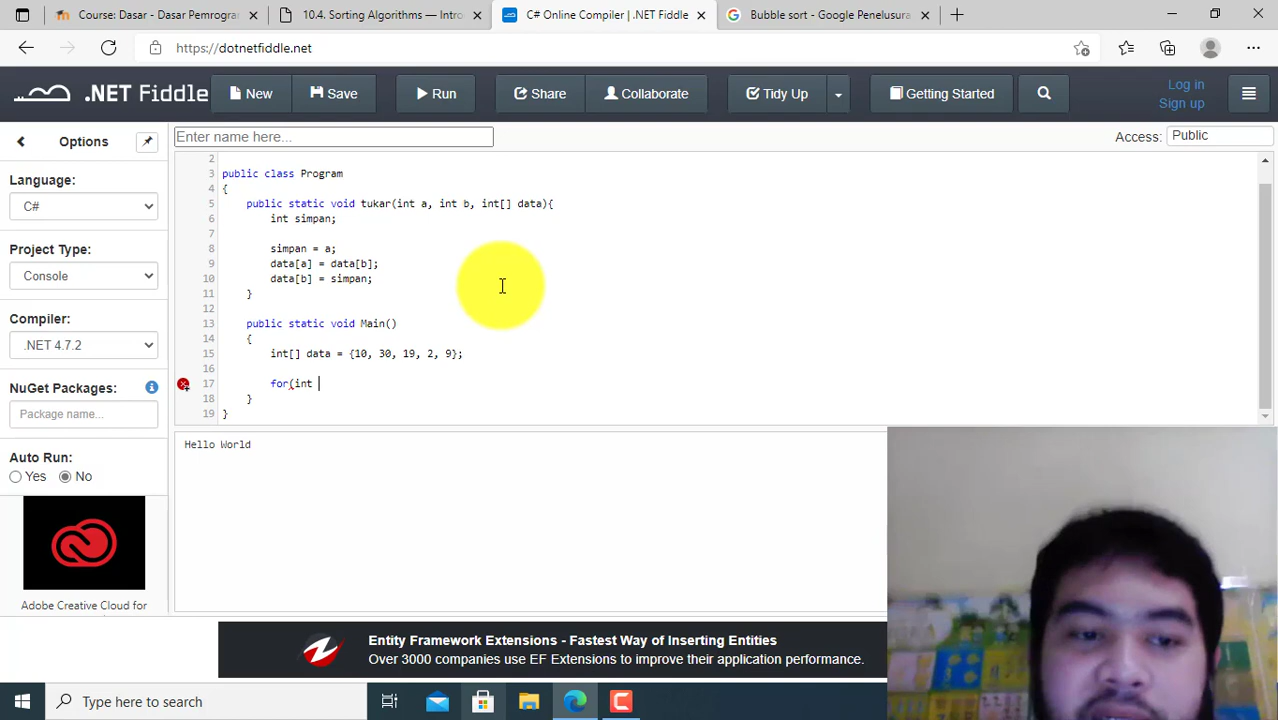 Course: Dasar - Dasar Pemrogra
10.4. Sorting Algorithms — Intro
C# Online Compiler | .NET Fiddle
Bubble sort - Google Penelusura
https://dotnetfiddle.net
.NET Fiddle
New
Save
Run
Share
Collaborate
Tidy Up
Getting Started
Log in
Sign up
Options
Enter name here...
Access:
Public
Language:
C#
Project Type:
Console
Compiler:
.NET 4.7.2
NuGet Packages:
Package name...
Auto Run:
Yes
No
Adobe Creative Cloud for
2
3 public class Program
4 {
5 public static void tukar(int a, int b, int[] data){
6 int simpan;
7
8 simpan = a;
9 data[a] = data[b];
10 data[b] = simpan;
11 }
12
13 public static void Main()
14 {
15 int[] data = {10, 30, 19, 2, 9};
16
17 for(int
18 }
19 }
Hello World
Entity Framework Extensions - Fastest Way of Inserting Entities
Over 3000 companies use EF Extensions to improve their application performance.
Type here to search